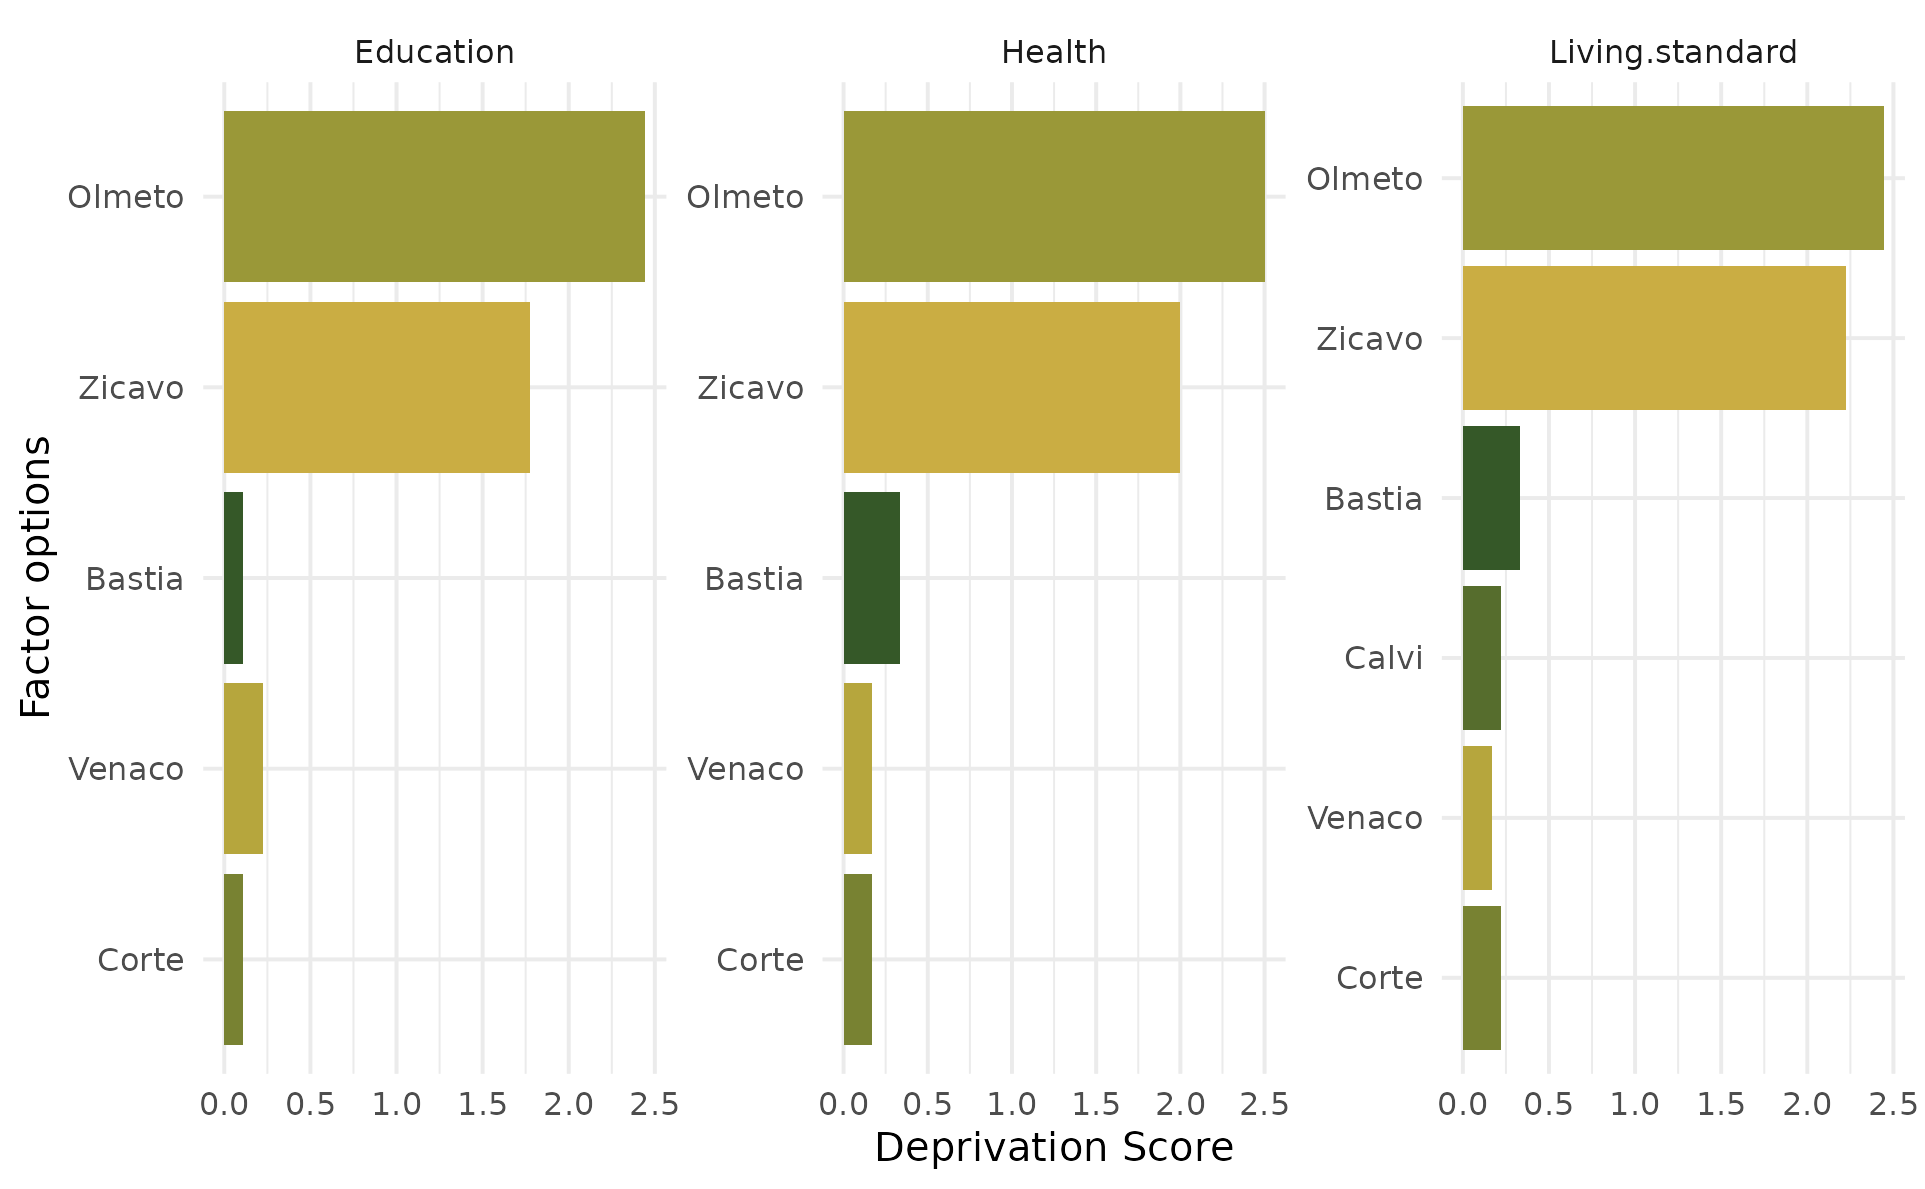 Education
Health
Living.standard
Factor options
Olmeto
Zicavo
Bastia
Venaco
Corte
0.0 0.5 1.0 1.5 2.0 2.5
Olmeto
Zicavo
Bastia
Venaco
Corte
0.0 0.5 1.0 1.5 2.0 2.5
Olmeto
Zicavo
Bastia
Calvi
Venaco
Corte
0.0 0.5 1.0 1.5 2.0 2.5
Deprivation Score